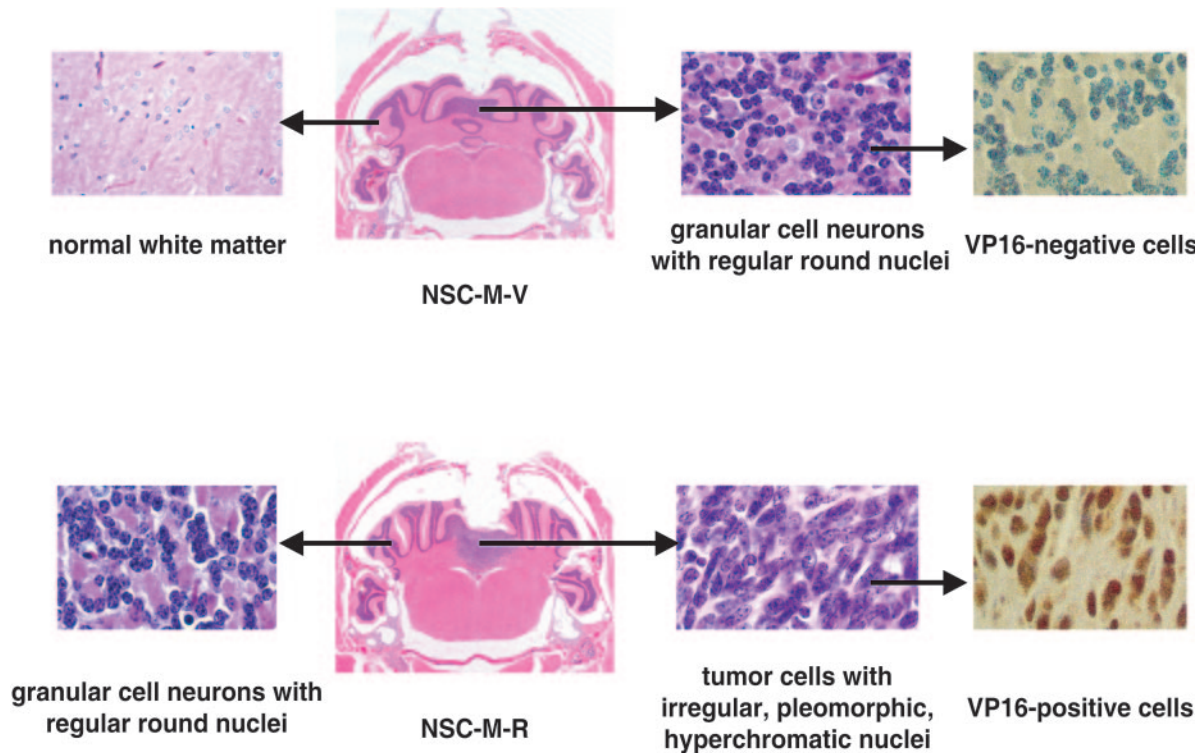 normal white matter
NSC-M-V
granular cell neurons
with regular round nuclei
VP16-negative cells
granular cell neurons with
regular round nuclei
NSC-M-R
tumor cells with
irregular, pleomorphic,
hyperchromatic nuclei
VP16-positive cells